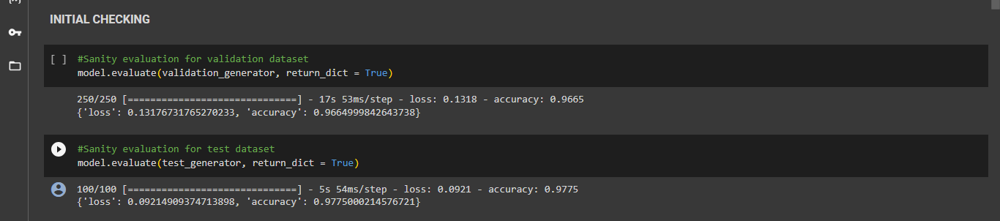 INITIAL CHECKING
[ ] #Sanity evaluation for validation dataset
model.evaluate(validation_generator, return_dict = True)
250/250 [==============================] - 17s 53ms/step - loss: 0.1318 - accuracy: 0.9665
{'loss': 0.13176731765270233, 'accuracy': 0.9664999842643738}
#Sanity evaluation for test dataset
model.evaluate(test_generator, return_dict = True)
100/100 [==============================] - 5s 54ms/step - loss: 0.0921 - accuracy: 0.9775
{'loss': 0.09214909374713898, 'accuracy': 0.9775000214576721}